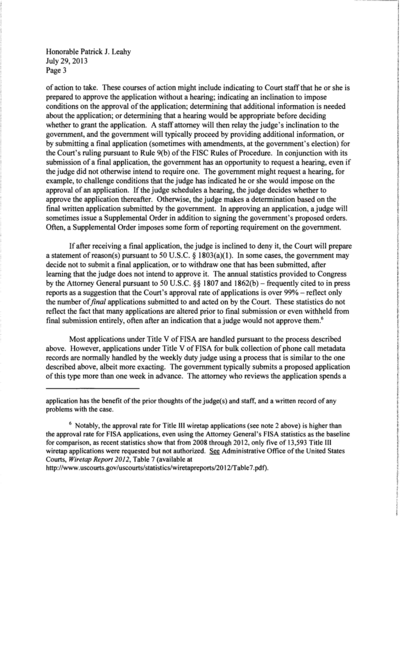 Honorable Patrick J. Leahy
July 29, 2013
Page 3
of action to take. These courses of action might include indicating to Court staff that he or she is
prepared to approve the application without a hearing; indicating an inclination to impose
conditions on the approval of the application; determining that additional information is needed
about the application; or determining that a hearing would be appropriate before deciding
whether to grant the application. A staff attorney will then relay the judge's inclination to the
government, and the government will typically proceed by providing additional information, or
by submitting a final application (sometimes with amendments, at the government's election) for
the Court's ruling pursuant to Rule 9(b) of the FISC Rules of Procedure. In conjunction with its
submission of a final application, the government has an opportunity to request a hearing, even if
the judge did not otherwise intend to require one. The government might request a hearing, for
example, to challenge conditions that the judge has indicated he or she would impose on the
approval of an application. If the judge schedules a hearing, the judge decides whether to
approve the application thereafter. Otherwise, the judge makes a determination based on the
final written application submitted by the government. In approving an application, a judge will
sometimes issue a Supplemental Order in addition to signing the government's proposed orders.
Often, a Supplemental Order imposes some form of reporting requirement on the government.
If after receiving a final application, the judge is inclined to deny it, the Court will prepare
a statement of reason(s) pursuant to 50 U.S.C. § 1803(a)(1). In some cases, the government may
decide not to submit a final application, or to withdraw one that has been submitted, after
learning that the judge does not intend to approve it. The annual statistics provided to Congress
by the Attorney General pursuant to 50 U.S.C. §§ 1807 and 1862(b) – frequently cited to in press
reports as a suggestion that the Court's approval rate of applications is over 99% – reflect only
the number of final applications submitted to and acted on by the Court. These statistics do not
reflect the fact that many applications are altered prior to final submission or even withheld from
final submission entirely, often after an indication that a judge would not approve them.⁶
Most applications under Title V of FISA are handled pursuant to the process described
above. However, applications under Title V of FISA for bulk collection of phone call metadata
records are normally handled by the weekly duty judge using a process that is similar to the one
described above, albeit more exacting. The government typically submits a proposed application
of this type more than one week in advance. The attorney who reviews the application spends a
application has the benefit of the prior thoughts of the judge(s) and staff, and a written record of any
problems with the case.
⁶ Notably, the approval rate for Title III wiretap applications (see note 2 above) is higher than
the approval rate for FISA applications, even using the Attorney General's FISA statistics as the baseline
for comparison, as recent statistics show that from 2008 through 2012, only five of 13,593 Title III
wiretap applications were requested but not authorized. See Administrative Office of the United States
Courts, Wiretap Report 2012, Table 7 (available at
http://www.uscourts.gov/uscourts/statistics/wiretapreports/2012/Table7.pdf).